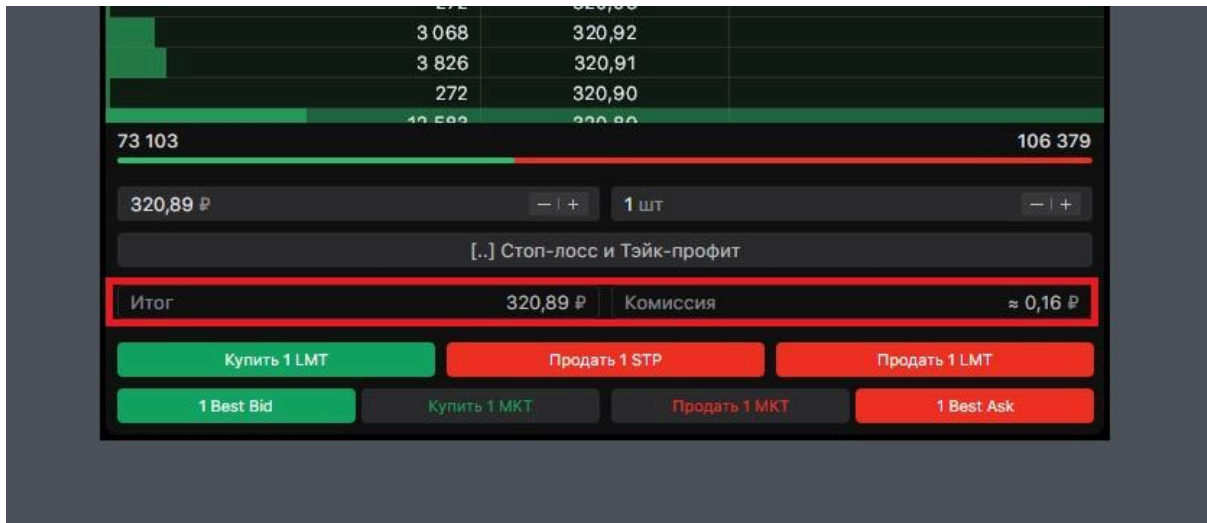 3 068 320,92
3 826 320,91
272 320,90
73 103 106 379
320,89 ₽ — | + 1 шт — | +
[..] Стоп-лосс и Тэйк-профит
Итог 320,89 ₽ Комиссия ≈ 0,16 ₽
Купить 1 LMT Продать 1 STP Продать 1 LMT
1 Best Bid Купить 1 MKT Продать 1 MKT 1 Best Ask